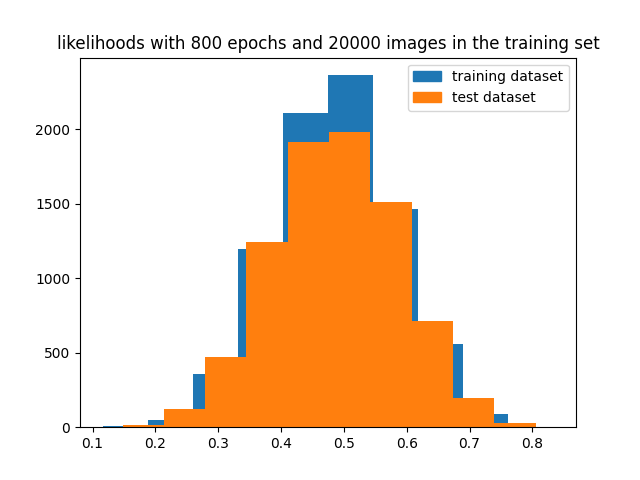 likelihoods with 800 epochs and 20000 images in the training set
training dataset
test dataset
2000
1500
1000
500
0
0.1 0.2 0.3 0.4 0.5 0.6 0.7 0.8